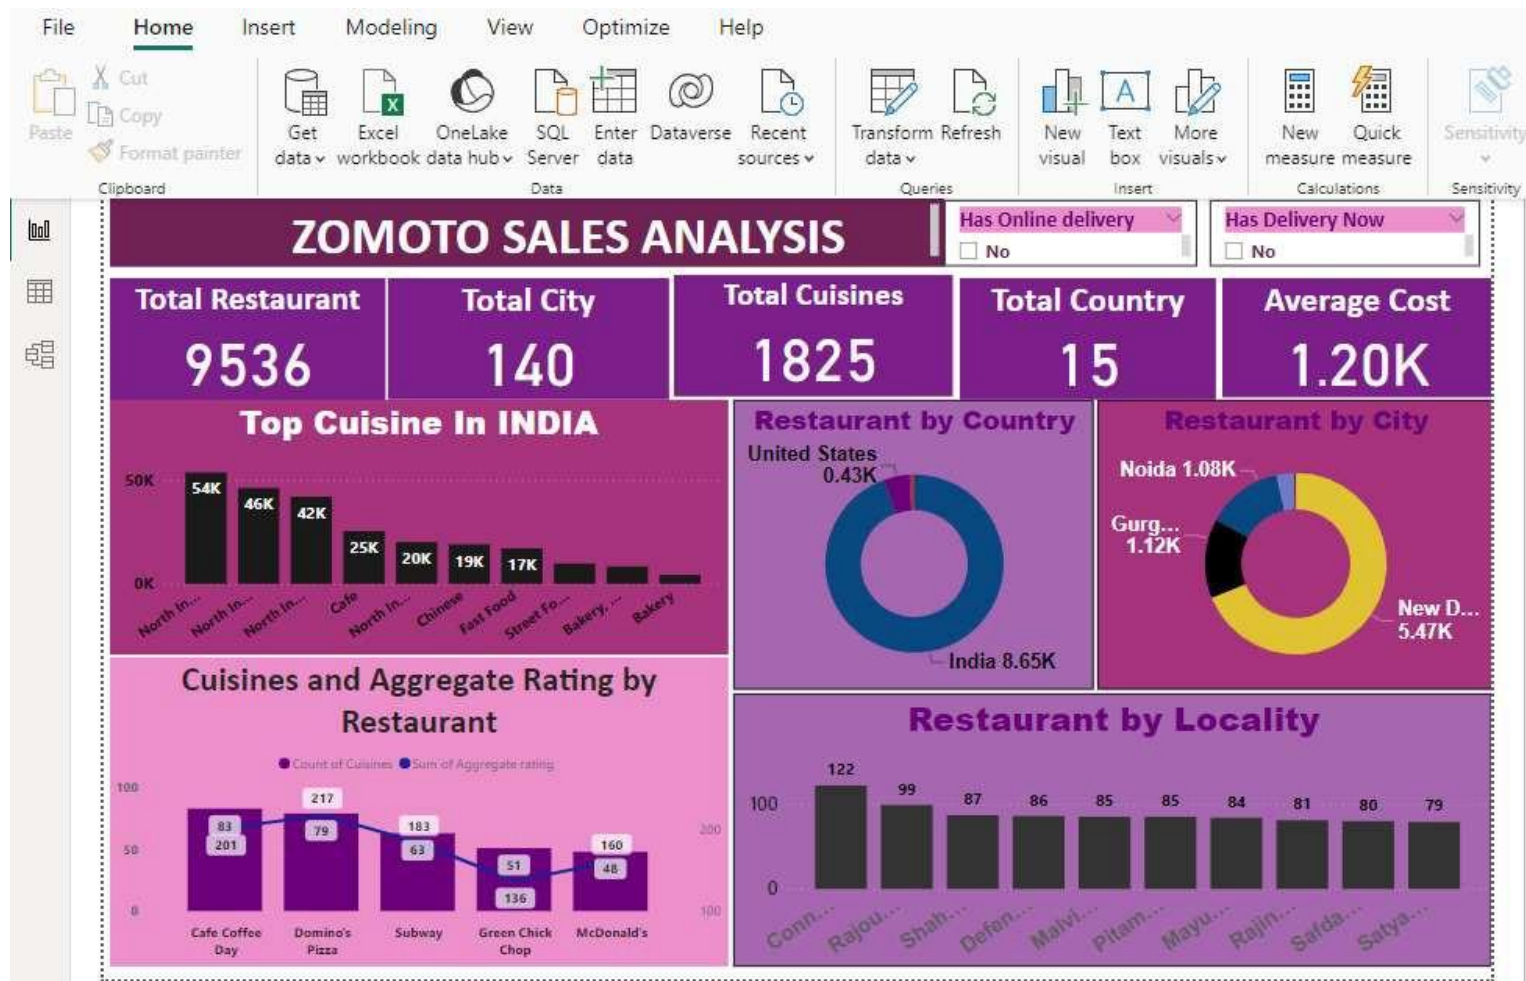 File Home Insert Modeling View Optimize Help
Paste
Cut
Copy
Format painter
Get data
Excel workbook
OneLake data hub
SQL Server
Enter data
Dataverse
Recent sources
Transform data
Refresh
New visual
Text box
More visuals
New measure
Quick measure
Sensitivity
Clipboard Data Queries Insert Calculations Sensitivity
ZOMOTO SALES ANALYSIS
Has Online delivery
No
Has Delivery Now
No
Total Restaurant
9536
Total City
140
Total Cuisines
1825
Total Country
15
Average Cost
1.20K
Top Cuisine In INDIA
50K
0K
54K
46K
42K
25K
20K
19K
17K
North In...
North In...
North In...
Cafe
North In...
Chinese
Fast Food
Street Fo...
Bakery, ...
Bakery
Restaurant by Country
United States
0.43K
India 8.65K
Restaurant by City
Noida 1.08K
Gurg...
1.12K
New D...
5.47K
Cuisines and Aggregate Rating by
Restaurant
Count of Cuisines Sum of Aggregate rating
100
50
0
200
100
83
201
217
79
183
63
51
136
160
48
Cafe Coffee
Day
Domino's
Pizza
Subway
Green Chick
Chop
McDonald's
Restaurant by Locality
100
0
122
99
87
86
85
85
84
81
80
79
Conn...
Rajou...
Shah...
Defen...
Malvi...
Pitam...
Mayu...
Rajin...
Safda...
Satya...